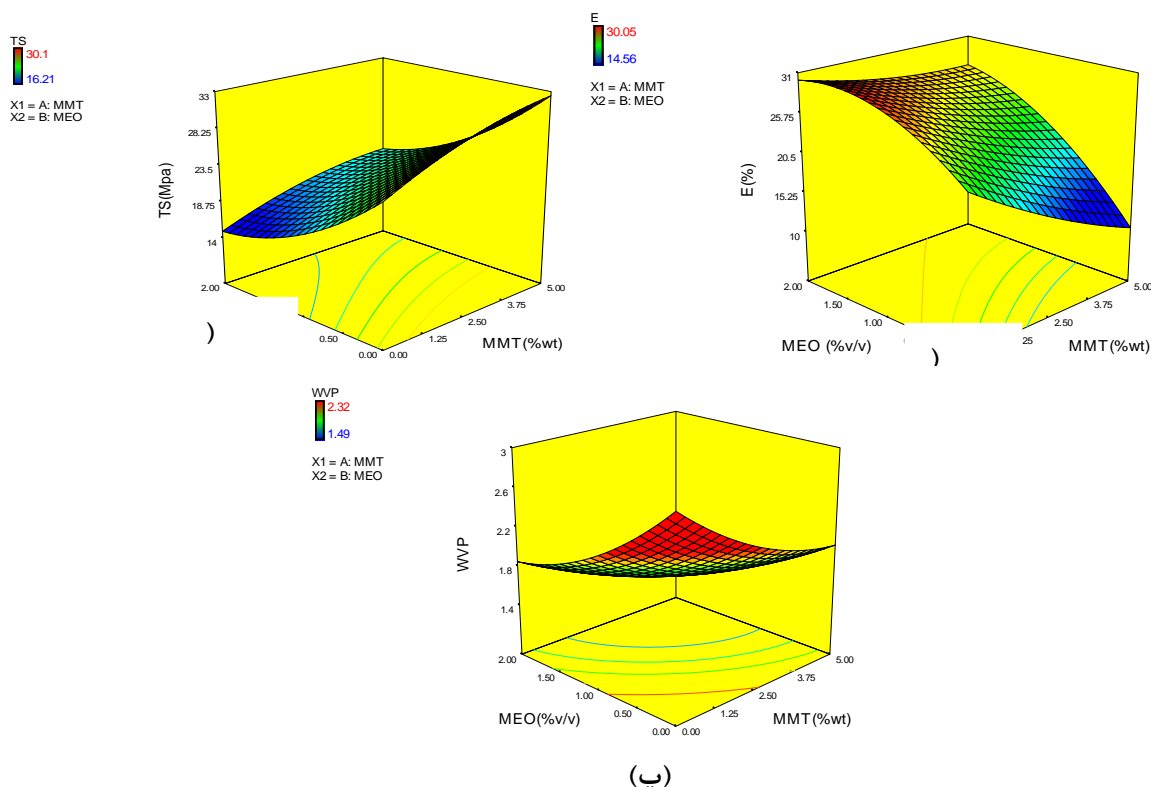 TS
30.1
16.21
X1 = A: MMT
X2 = B: MEO
33
28.25
23.5
18.75
14
TS(Mpa)
2.00
0.50
0.00
0.00
1.25
2.50
3.75
5.00
MMT(%wt)
(
E
30.05
14.56
X1 = A: MMT
X2 = B: MEO
31
25.75
20.5
15.25
10
E(%)
2.00
1.50
1.00
25
2.50
3.75
5.00
MEO (%v/v)
MMT(%wt)
(
WVP
2.32
1.49
X1 = A: MMT
X2 = B: MEO
3
2.6
2.2
1.8
1.4
WVP
2.00
1.50
1.00
0.50
0.00
0.00
1.25
2.50
3.75
5.00
MEO(%v/v)
MMT(%wt)
(پ)